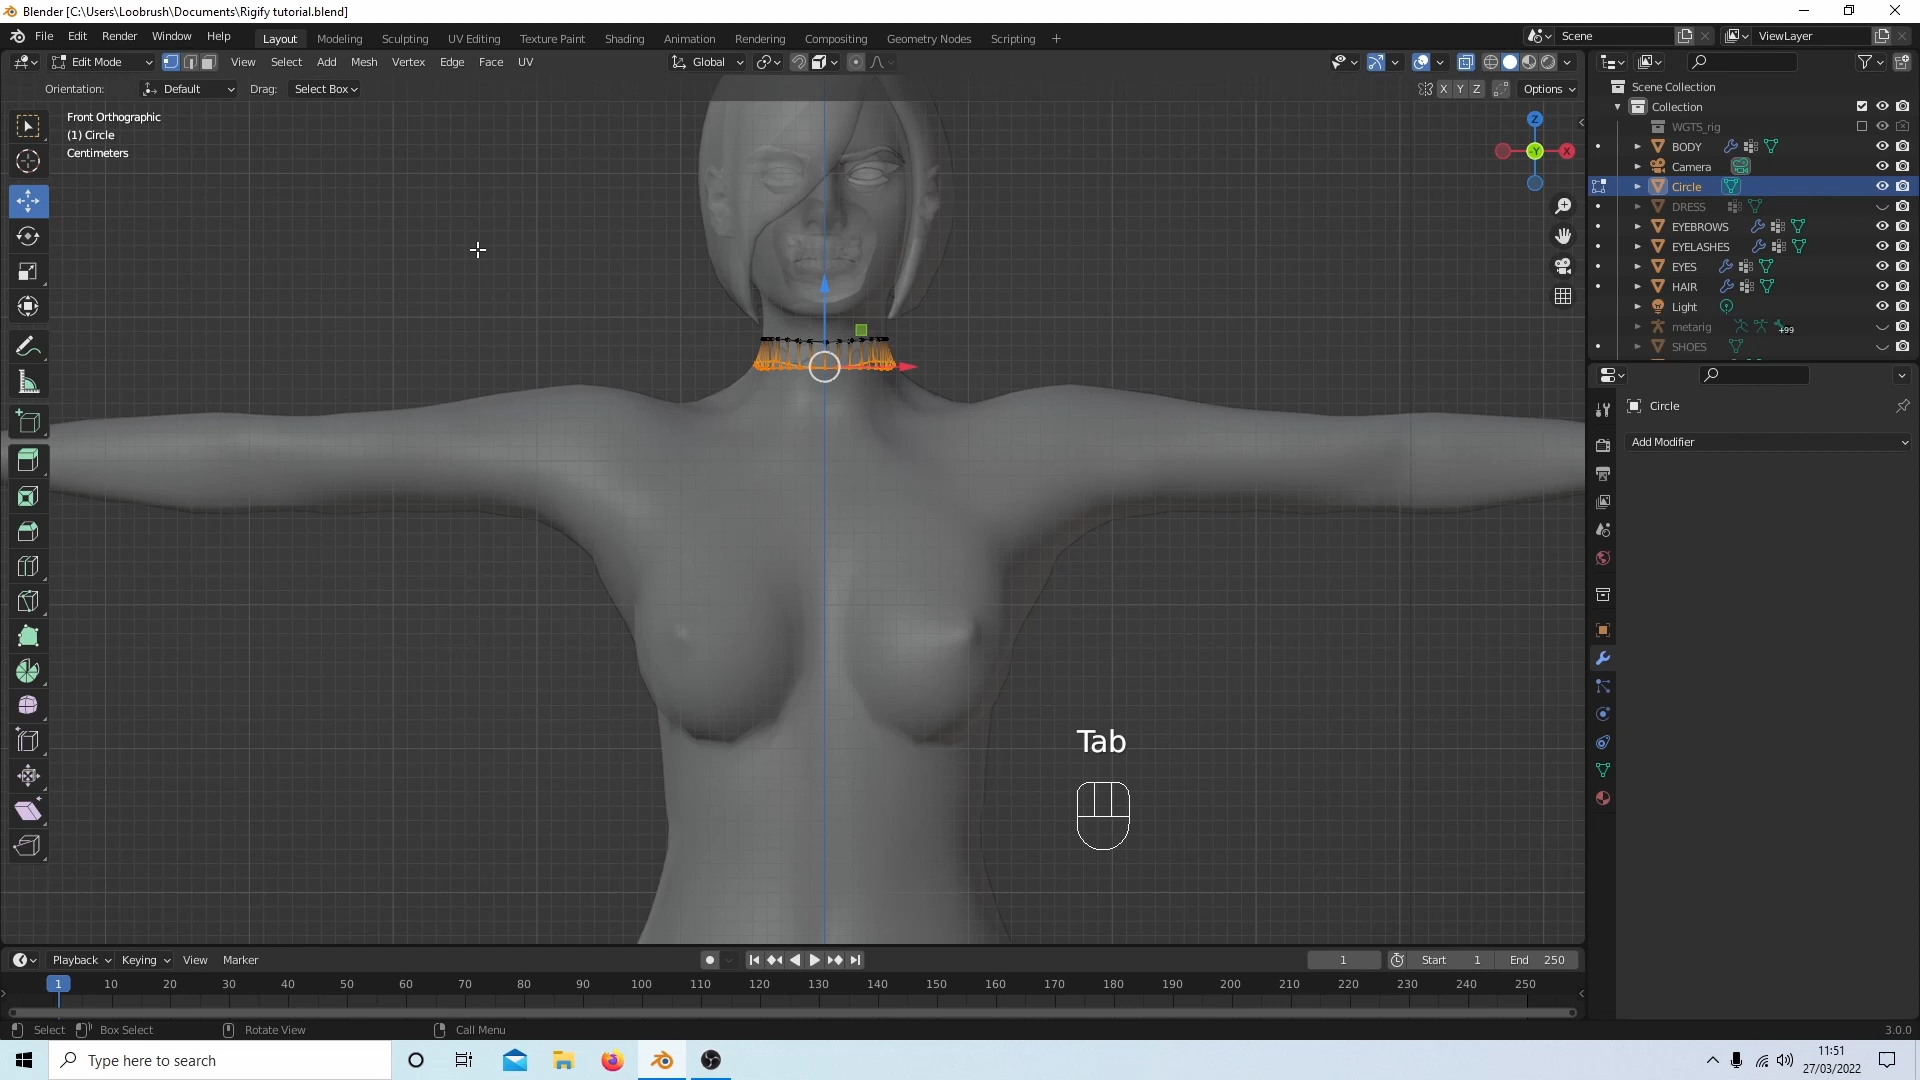 Blender [C:\Users\Loobrush\Documents\Rigify tutorial.blend]
File Edit Render Window Help Layout Modeling Sculpting UV Editing Texture Paint Shading Animation Rendering Compositing Geometry Nodes Scripting + Scene ViewLayer
Edit Mode View Select Add Mesh Vertex Edge Face UV Global
Orientation: Default Drag: Select Box X Y Z Options
Front Orthographic
(1) Circle
Centimeters
Z
-Y X
Scene Collection
Collection
WGTS_rig
BODY
Camera
Circle
DRESS
EYEBROWS
EYELASHES
EYES
HAIR
Light
metarig +99
SHOES
Circle
Add Modifier
Tab
Playback Keying View Marker 1 Start 1 End 250
1 10 20 30 40 50 60 70 80 90 100 110 120 130 140 150 160 170 180 190 200 210 220 230 240 250
Select Box Select Rotate View Call Menu 3.0.0
Type here to search
11:51
27/03/2022